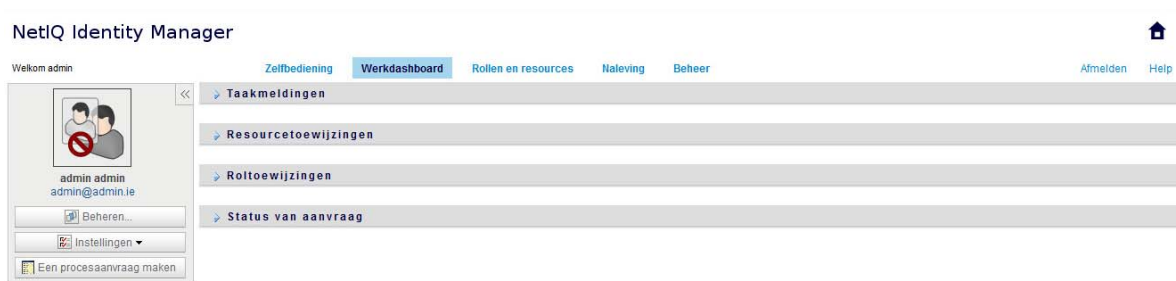 NetIQ Identity Manager
Welkom admin
Zelfbediening Werkdashboard Rollen en resources Naleving Beheer Afmelden Help
Taakmeldingen
Resourcetoewijzingen
Roltoewijzingen
Status van aanvraag
admin admin
admin@admin.ie
Beheren...
Instellingen
Een procesaanvraag maken